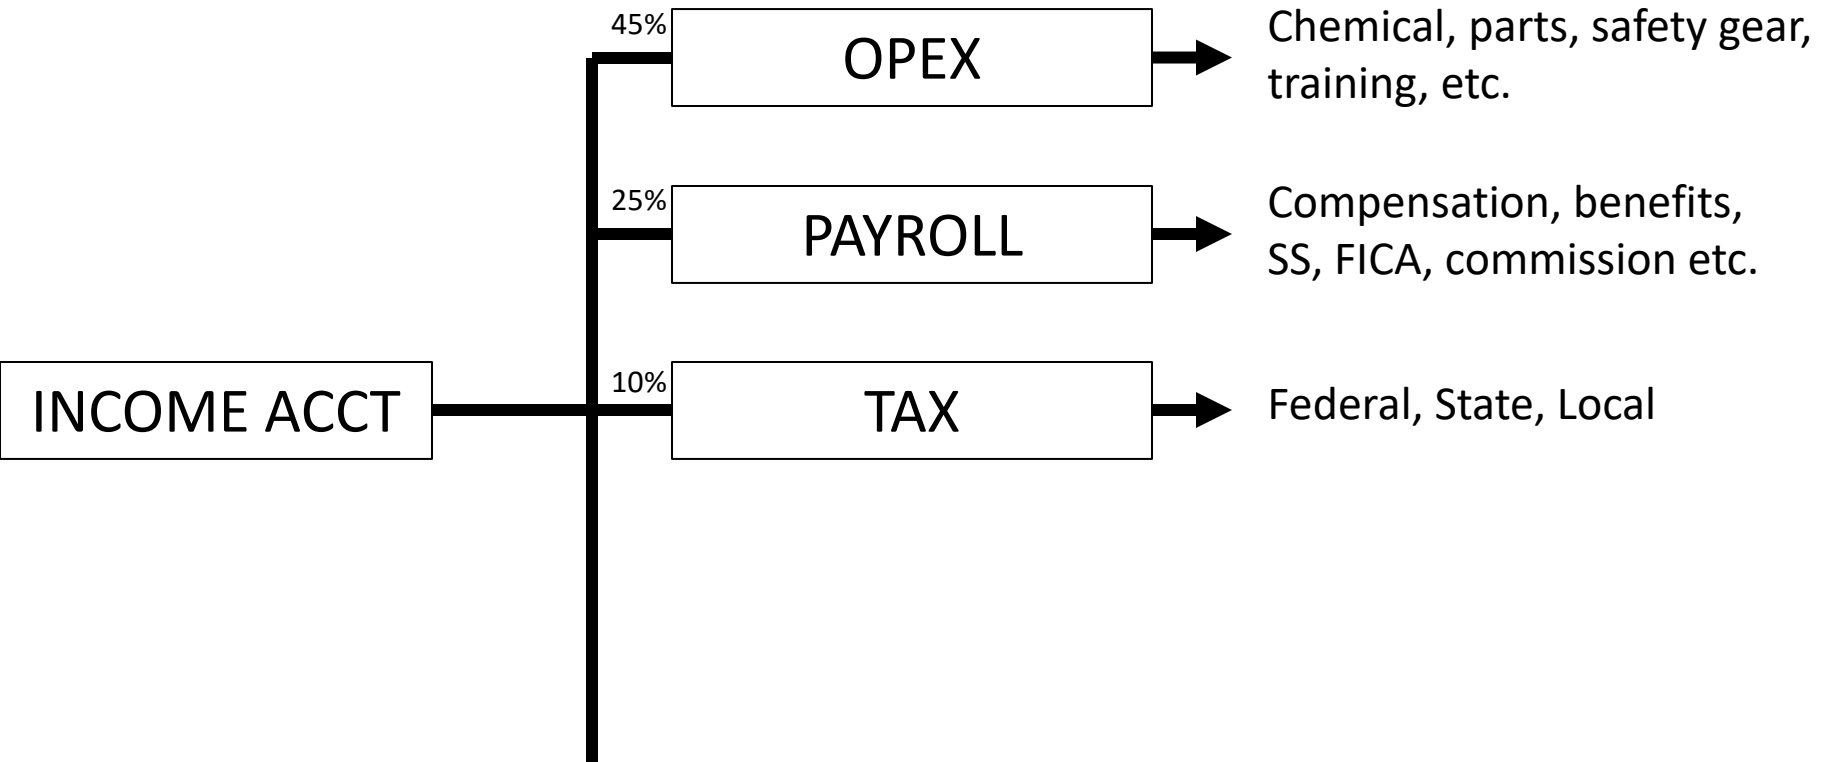 45%
OPEX
Chemical, parts, safety gear,
training, etc.
25%
PAYROLL
Compensation, benefits,
SS, FICA, commission etc.
INCOME ACCT
10%
TAX
Federal, State, Local